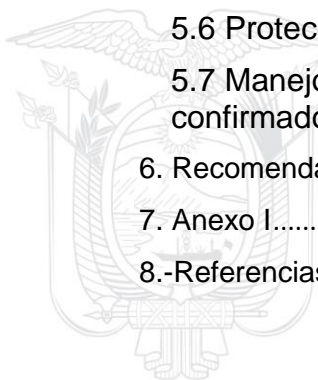 5.6 Protec
5.7 Manejo
confirmado
6. Recomenda
7. Anexo I......
8.-Referencias